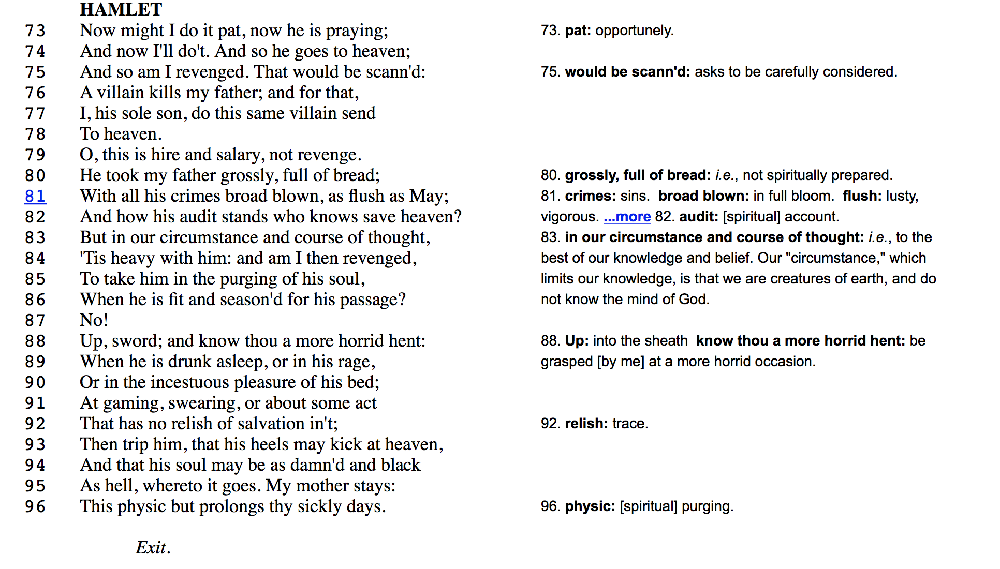 HAMLET
73 Now might I do it pat, now he is praying;
73. pat: opportunely.
74 And now I'll do't. And so he goes to heaven;
75 And so am I revenged. That would be scann'd:
75. would be scann'd: asks to be carefully considered.
76 A villain kills my father; and for that,
77 I, his sole son, do this same villain send
78 To heaven.
79 O, this is hire and salary, not revenge.
80 He took my father grossly, full of bread;
80. grossly, full of bread: i.e., not spiritually prepared.
81 With all his crimes broad blown, as flush as May;
81. crimes: sins. broad blown: in full bloom. flush: lusty,
82 And how his audit stands who knows save heaven?
vigorous. ...more 82. audit: [spiritual] account.
83 But in our circumstance and course of thought,
83. in our circumstance and course of thought: i.e., to the
84 'Tis heavy with him: and am I then revenged,
best of our knowledge and belief. Our "circumstance," which
85 To take him in the purging of his soul,
limits our knowledge, is that we are creatures of earth, and do
86 When he is fit and season'd for his passage?
not know the mind of God.
87 No!
88 Up, sword; and know thou a more horrid hent:
88. Up: into the sheath know thou a more horrid hent: be
89 When he is drunk asleep, or in his rage,
grasped [by me] at a more horrid occasion.
90 Or in the incestuous pleasure of his bed;
91 At gaming, swearing, or about some act
92 That has no relish of salvation in't;
92. relish: trace.
93 Then trip him, that his heels may kick at heaven,
94 And that his soul may be as damn'd and black
95 As hell, whereto it goes. My mother stays:
96 This physic but prolongs thy sickly days.
96. physic: [spiritual] purging.
Exit.